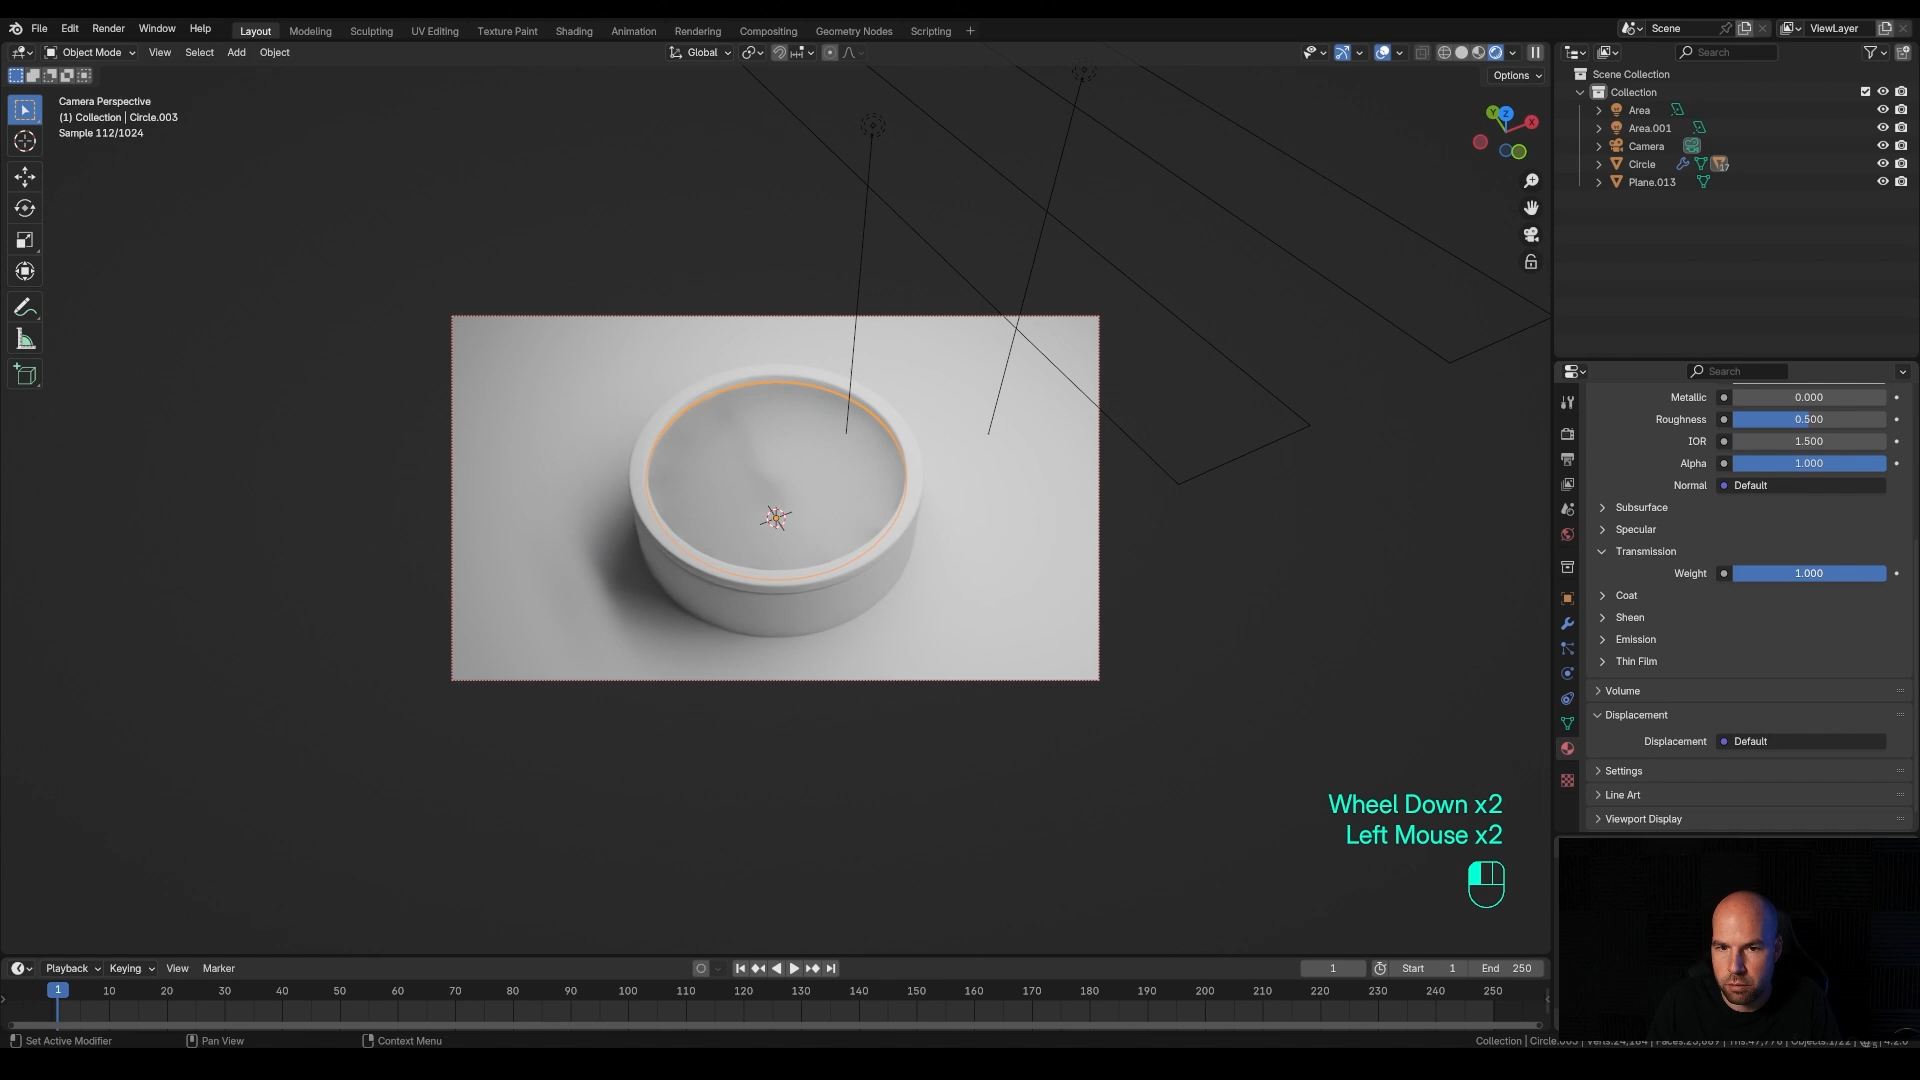 File Edit Render Window Help Layout Modeling Sculpting UV Editing Texture Paint Shading Animation Rendering Compositing Geometry Nodes Scripting + Scene ViewLayer
Object Mode View Select Add Object Global Search
Options
Camera Perspective
(1) Collection | Circle.003
Sample 112/1024
Scene Collection
Collection
Area
Area.001
Camera
Circle 17
Plane.013
Y Z X
Search
Metallic 0.000
Roughness 0.500
IOR 1.500
Alpha 1.000
Normal Default
Subsurface
Specular
Transmission
Weight 1.000
Coat
Sheen
Emission
Thin Film
Volume
Displacement
Displacement Default
Settings
Line Art
Viewport Display
Wheel Down x2
Left Mouse x2
Playback Keying View Marker 1 Start 1 End 250
1 10 20 30 40 50 60 70 80 90 100 110 120 130 140 150 160 170 180 190 200 210 220 230 240 250
Set Active Modifier Pan View Context Menu Collection